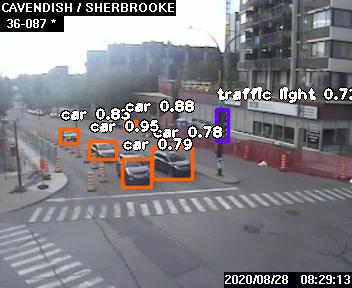 CAVENDISH / SHERBROOKE
36-087 *
traffic light 0.72
car 0.83
car 0.88
car 0.95
car 0.78
car 0.79
2020/08/28 08:29:13